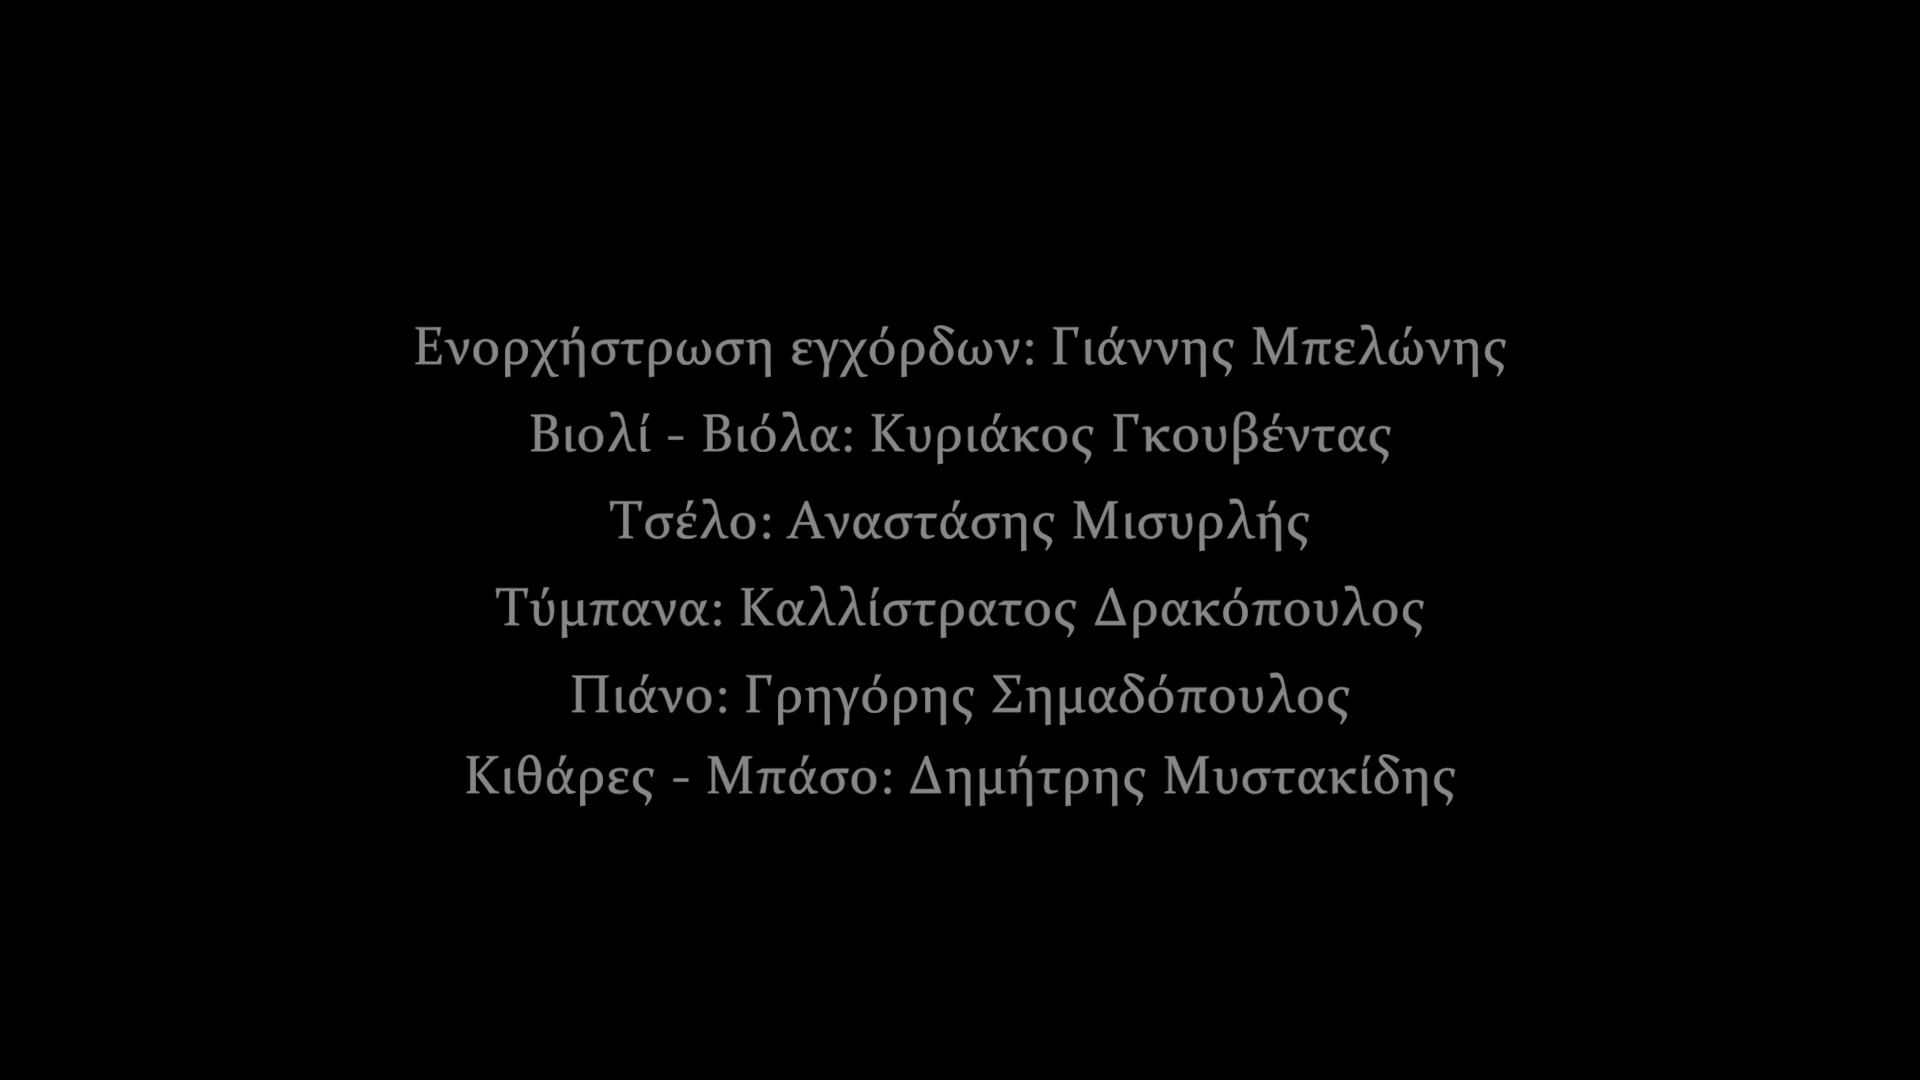 Ενορχήστρωση εγχόρδων: Γιάννης Μπελώνης
Βιολί - Βιόλα: Κυριάκος Γκουβέντας
Τσέλο: Αναστάσης Μισυρλής
Τύμπανα: Καλλίστρατος Δρακόπουλος
Πιάνο: Γρηγόρης Σημαδόπουλος
Κιθάρες - Μπάσο: Δημήτρης Μυστακίδης